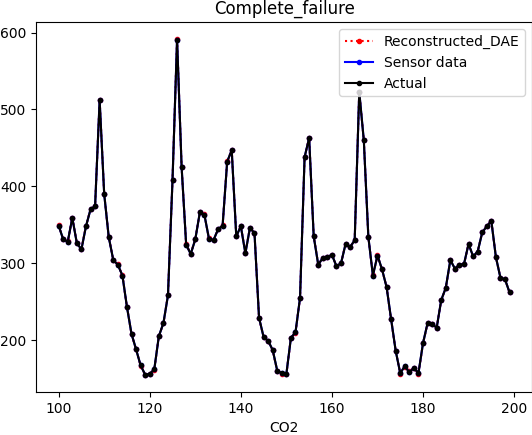 Complete_failure
Reconstructed_DAE
Sensor data
Actual
600
500
400
300
200
100 120 140 160 180 200
CO2